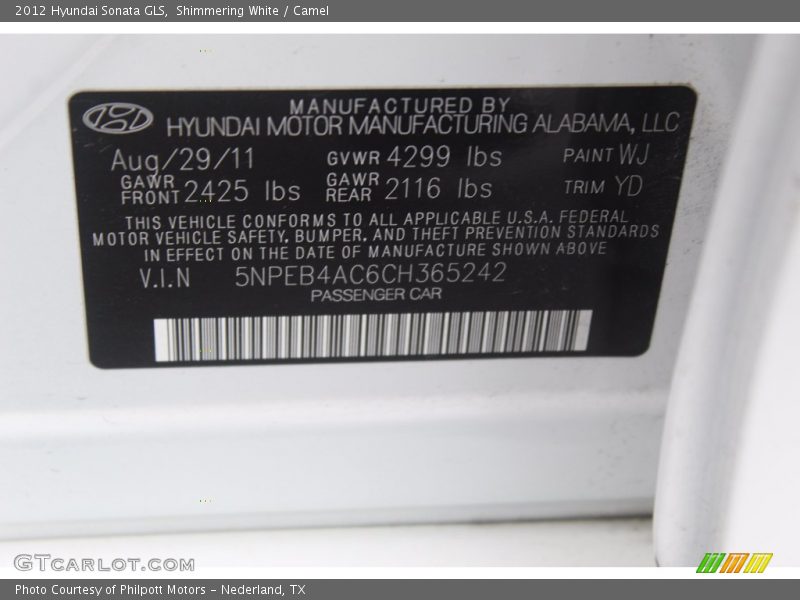 2012 Hyundai Sonata GLS, Shimmering White / Camel
MANUFACTURED BY
HYUNDAI MOTOR MANUFACTURING ALABAMA, LLC
Aug/29/11 GVWR 4299 lbs PAINT WJ
GAWR FRONT 2425 lbs GAWR REAR 2116 lbs TRIM YD
THIS VEHICLE CONFORMS TO ALL APPLICABLE U.S.A. FEDERAL
MOTOR VEHICLE SAFETY, BUMPER, AND THEFT PREVENTION STANDARDS
IN EFFECT ON THE DATE OF MANUFACTURE SHOWN ABOVE
V.I.N 5NPEB4AC6CH365242
PASSENGER CAR
GTCARLOT.COM
Photo Courtesy of Philpott Motors - Nederland, TX